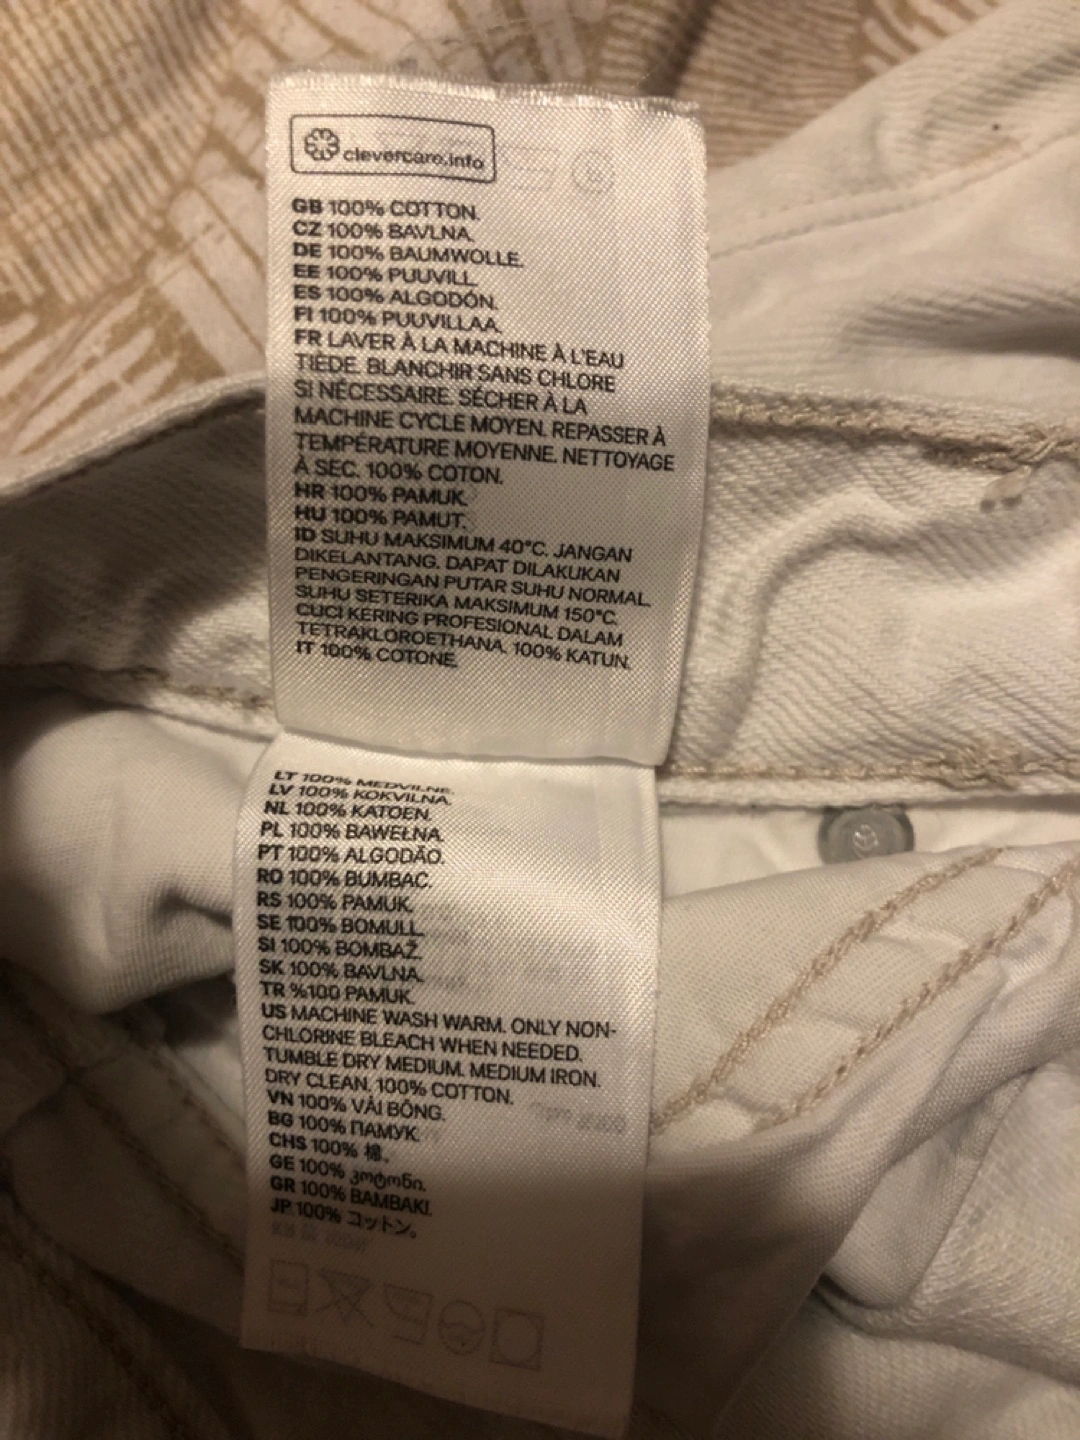 clevercare.info
GB 100% COTTON.
CZ 100% BAVLNA.
DE 100% BAUMWOLLE.
EE 100% PUUVILL.
ES 100% ALGODÓN.
FI 100% PUUVILLAA.
FR LAVER À LA MACHINE À L'EAU
TIÈDE. BLANCHIR SANS CHLORE
SI NÉCESSAIRE. SÉCHER À LA
MACHINE CYCLE MOYEN. REPASSER À
TEMPÉRATURE MOYENNE. NETTOYAGE
À SEC. 100% COTON.
HR 100% PAMUK.
HU 100% PAMUT.
ID SUHU MAKSIMUM 40°C. JANGAN
DIKELANTANG. DAPAT DILAKUKAN
PENGERINGAN PUTAR SUHU NORMAL.
SUHU SETERIKA MAKSIMUM 150°C.
CUCI KERING PROFESIONAL DALAM
TETRAKLOROETHANA. 100% KATUN.
IT 100% COTONE.
LT 100% MEDVILNĖ.
LV 100% KOKVILNA.
NL 100% KATOEN.
PL 100% BAWEŁNA.
PT 100% ALGODÃO.
RO 100% BUMBAC.
RS 100% PAMUK.
SE 100% BOMULL.
SI 100% BOMBAŽ.
SK 100% BAVLNA.
TR %100 PAMUK.
US MACHINE WASH WARM. ONLY NON-
CHLORINE BLEACH WHEN NEEDED.
TUMBLE DRY MEDIUM. MEDIUM IRON.
DRY CLEAN. 100% COTTON.
VN 100% VẢI BÔNG.
BG 100% ПАМУК.
CHS 100% 棉。
GE 100% კოტონი.
GR 100% ΒΑΜΒΑΚΙ.
JP 100% コットン。